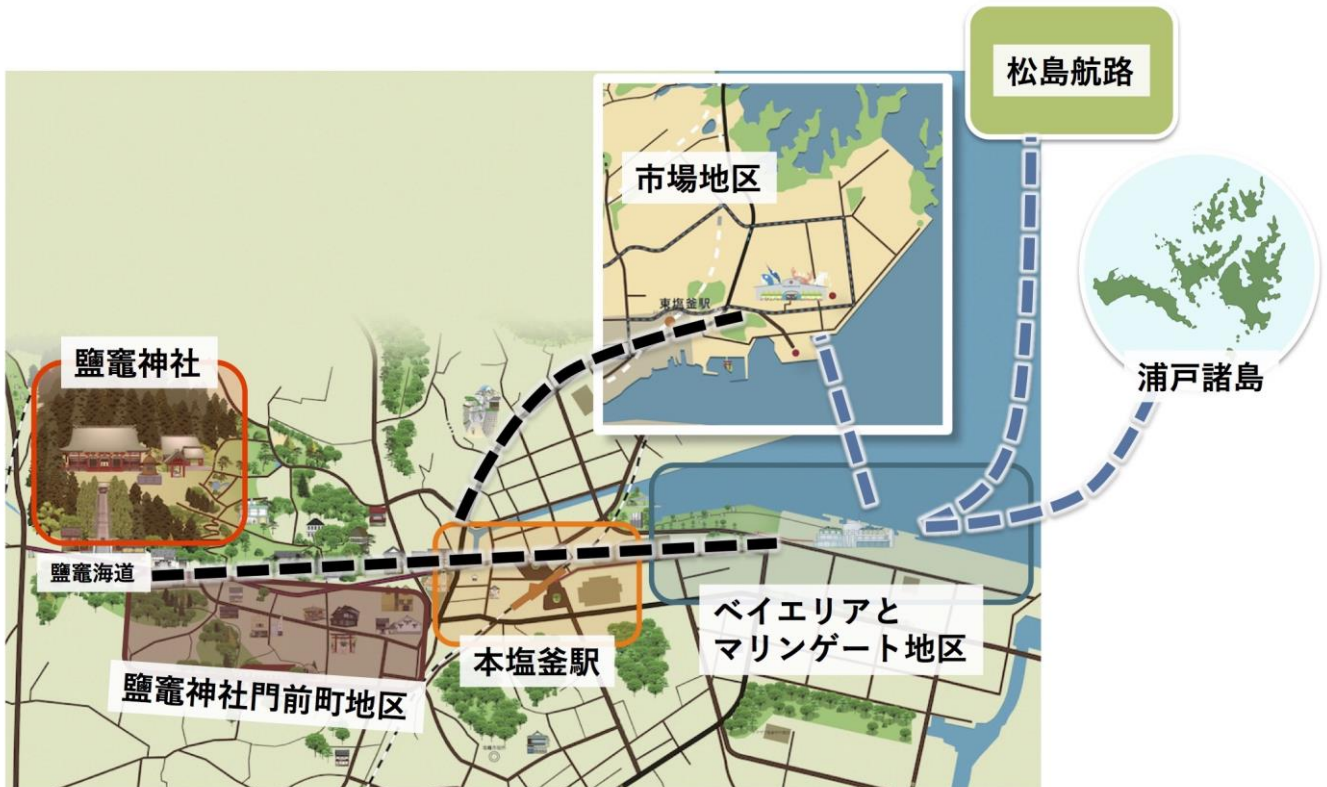 松島航路
市場地区
東塩釜駅
浦戸諸島
鹽竈神社
鹽竈海道
ベイエリアと
マリンゲート地区
本塩釜駅
鹽竈神社門前町地区